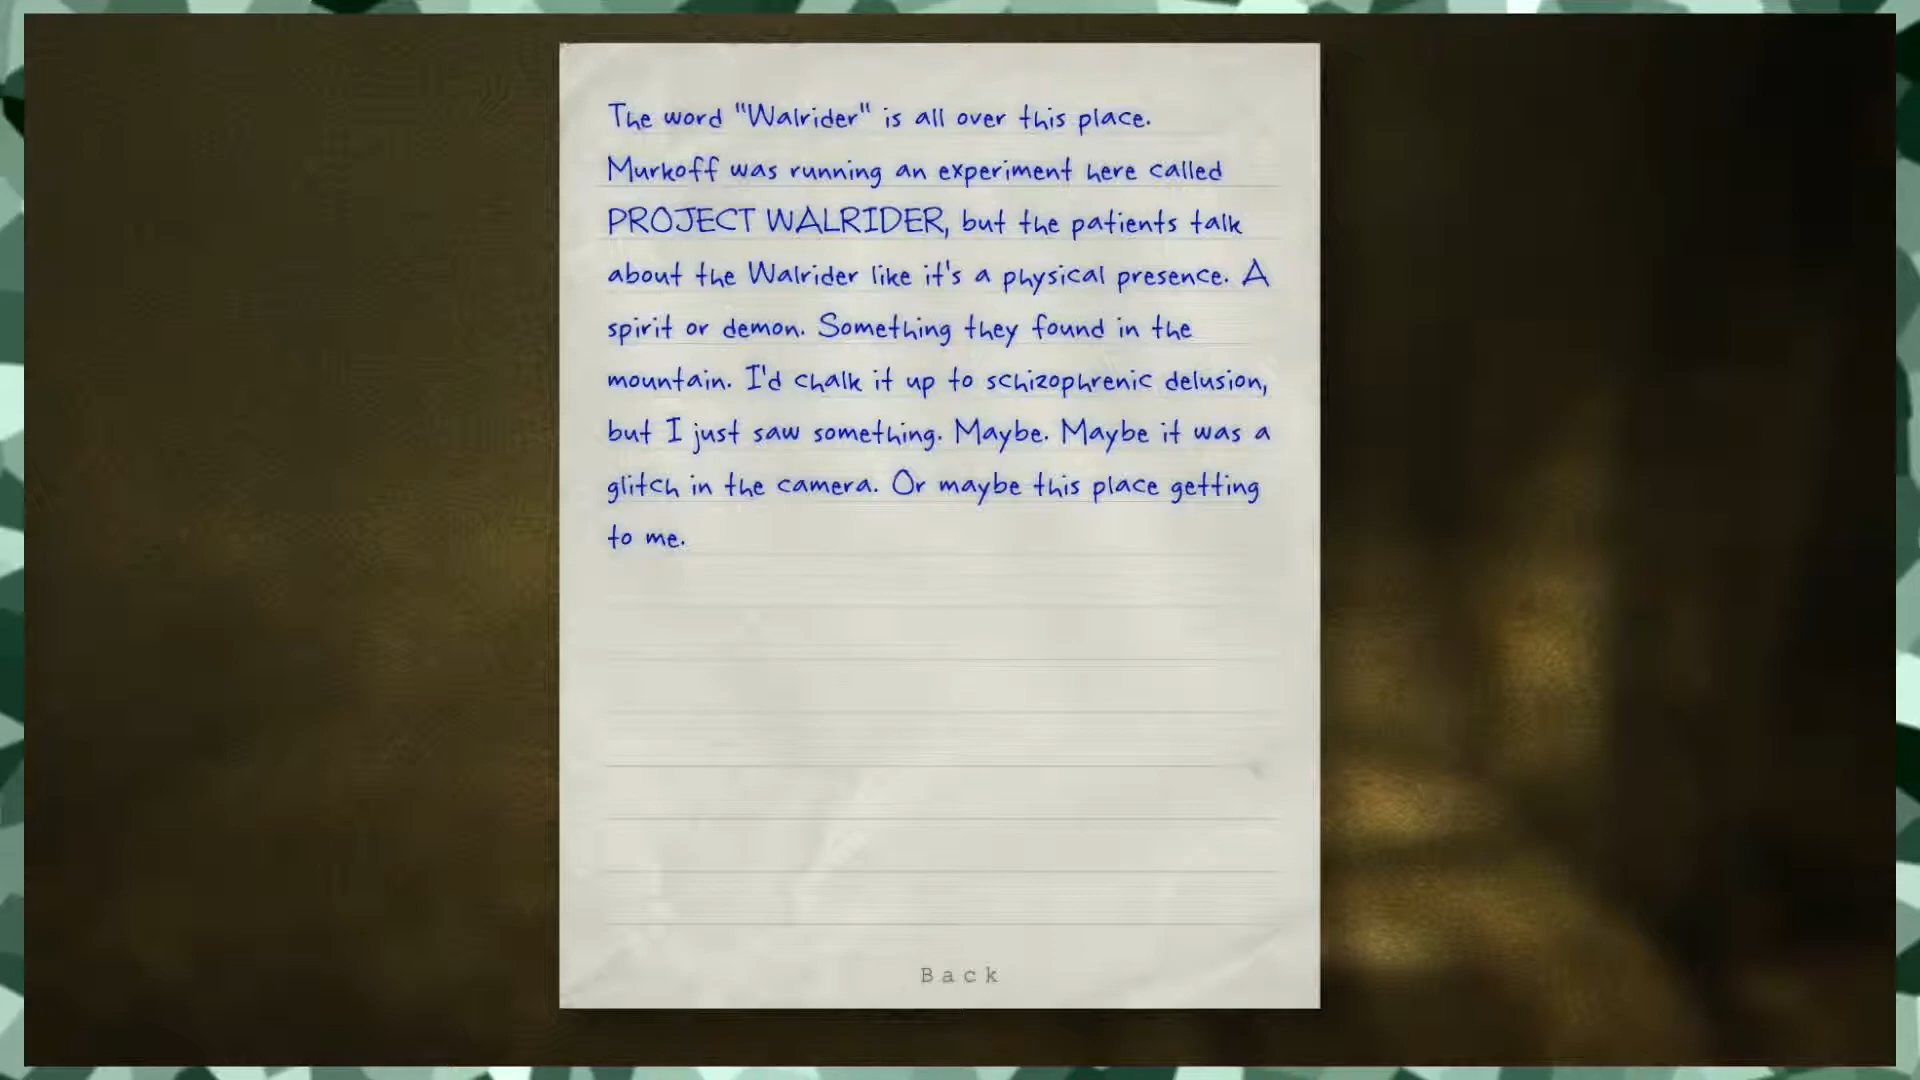 The word "Walrider" is all over this place.
Murkoff was running an experiment here called
PROJECT WALRIDER, but the patients talk
about the Walrider like it's a physical presence. A
spirit or demon. Something they found in the
mountain. I'd chalk it up to schizophrenic delusion,
but I just saw something. Maybe. Maybe it was a
glitch in the camera. Or maybe this place getting
to me.
Back